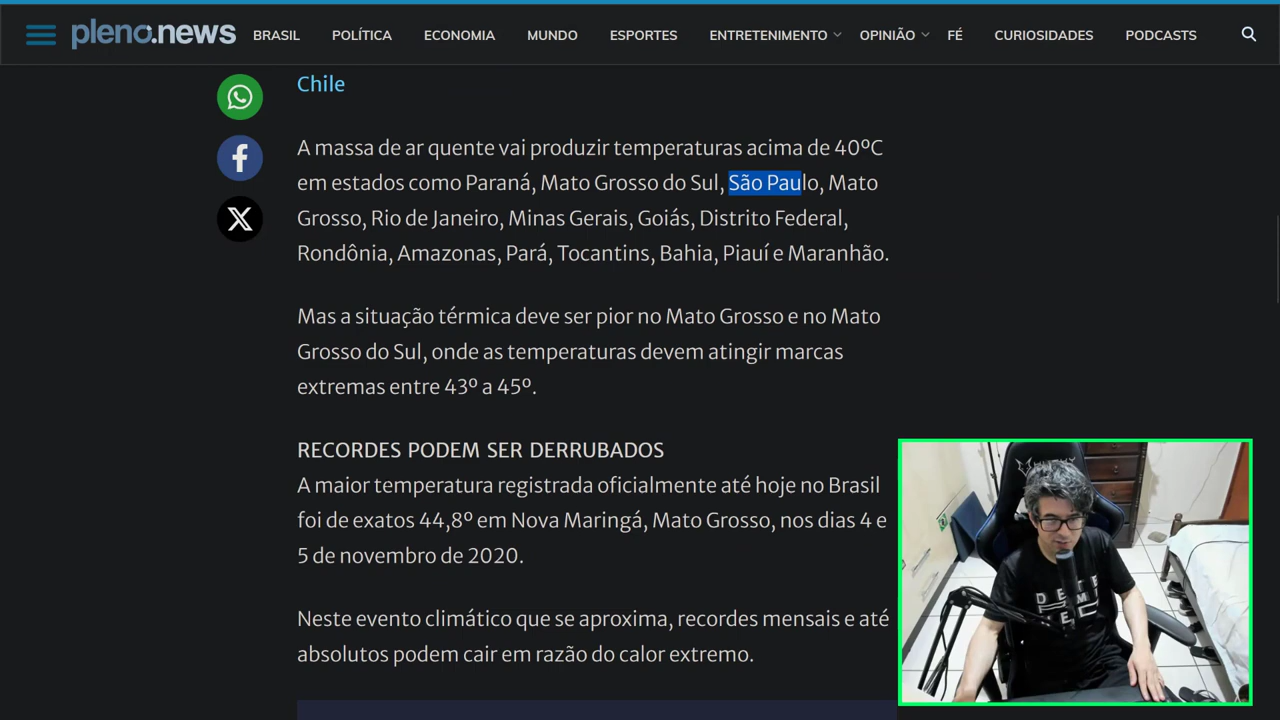 pleno.news
BRASIL
POLÍTICA
ECONOMIA
MUNDO
ESPORTES
ENTRETENIMENTO
OPINIÃO
FÉ
CURIOSIDADES
PODCASTS
Chile
A massa de ar quente vai produzir temperaturas acima de 40ºC
em estados como Paraná, Mato Grosso do Sul, São Paulo, Mato
Grosso, Rio de Janeiro, Minas Gerais, Goiás, Distrito Federal,
Rondônia, Amazonas, Pará, Tocantins, Bahia, Piauí e Maranhão.
Mas a situação térmica deve ser pior no Mato Grosso e no Mato
Grosso do Sul, onde as temperaturas devem atingir marcas
extremas entre 43º a 45º.
RECORDES PODEM SER DERRUBADOS
A maior temperatura registrada oficialmente até hoje no Brasil
foi de exatos 44,8º em Nova Maringá, Mato Grosso, nos dias 4 e
5 de novembro de 2020.
Neste evento climático que se aproxima, recordes mensais e até
absolutos podem cair em razão do calor extremo.